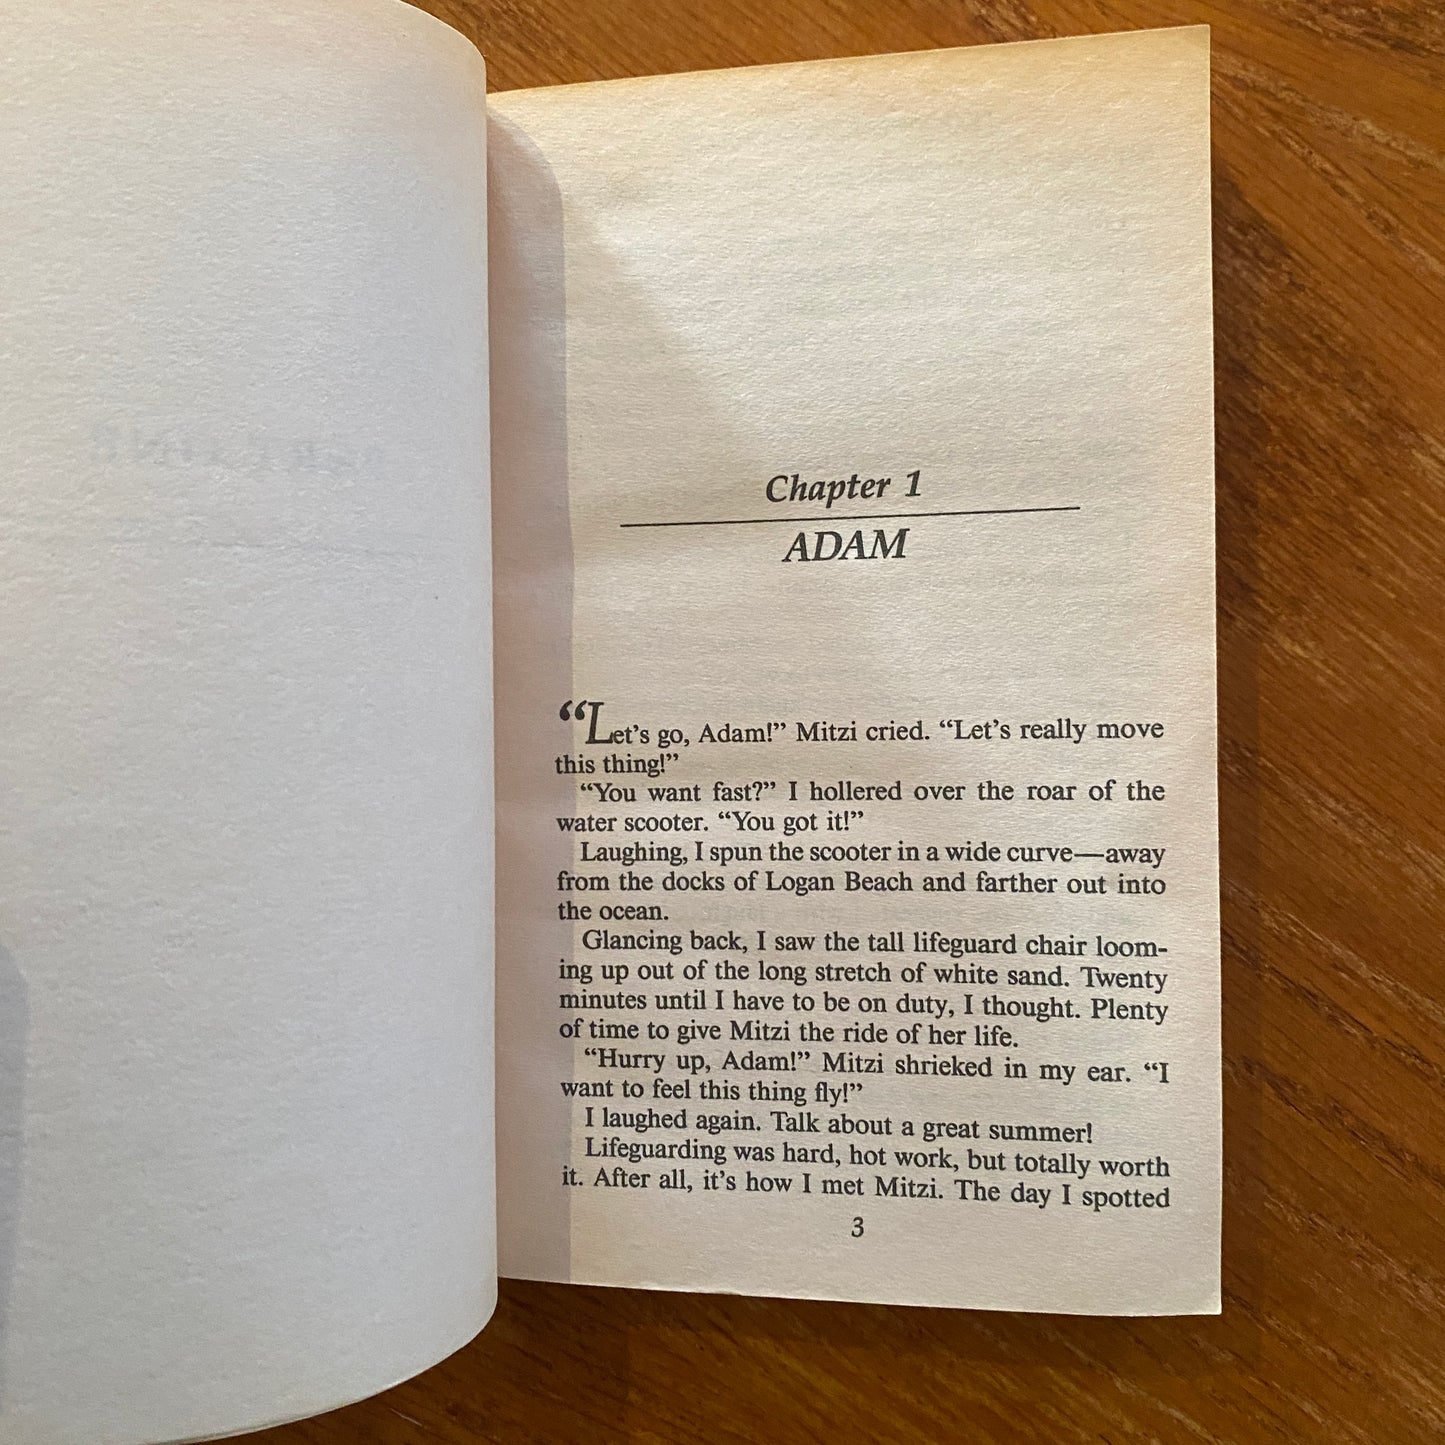 Chapter 1
ADAM
“Let’s go, Adam!” Mitzi cried. “Let’s really move
this thing!”
“You want fast?” I hollered over the roar of the
water scooter. “You got it!”
Laughing, I spun the scooter in a wide curve—away
from the docks of Logan Beach and farther out into
the ocean.
Glancing back, I saw the tall lifeguard chair loom-
ing up out of the long stretch of white sand. Twenty
minutes until I have to be on duty, I thought. Plenty
of time to give Mitzi the ride of her life.
“Hurry up, Adam!” Mitzi shrieked in my ear. “I
want to feel this thing fly!”
I laughed again. Talk about a great summer!
Lifeguarding was hard, hot work, but totally worth
it. After all, it’s how I met Mitzi. The day I spotted
3